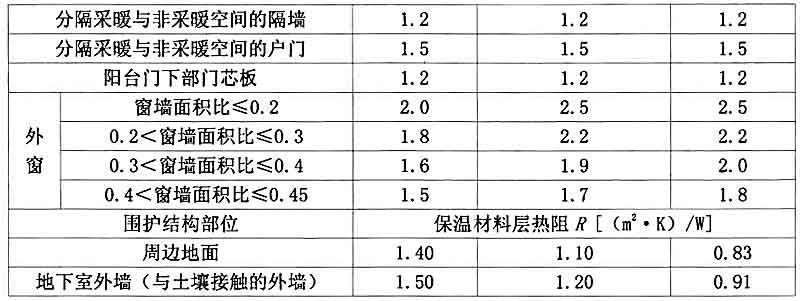 分隔采暖与非采暖空间的隔墙 1.2 1.2 1.2
分隔采暖与非采暖空间的户门 1.5 1.5 1.5
阳台门下部门芯板 1.2 1.2 1.2
外窗 窗墙面积比≤0.2 2.0 2.5 2.5
0.2<窗墙面积比≤0.3 1.8 2.2 2.2
0.3<窗墙面积比≤0.4 1.6 1.9 2.0
0.4<窗墙面积比≤0.45 1.5 1.7 1.8
围护结构部位 保温材料层热阻 R [ (m²·K) /W]
周边地面 1.40 1.10 0.83
地下室外墙(与土壤接触的外墙) 1.50 1.20 0.91